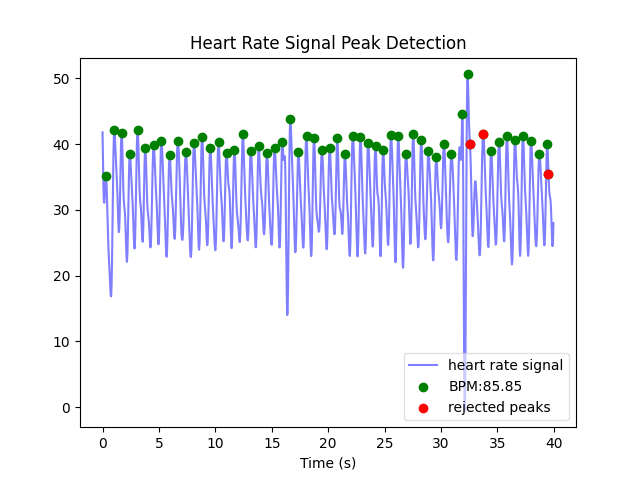 Heart Rate Signal Peak Detection
50
40
30
20
10
0
heart rate signal
BPM:85.85
rejected peaks
0 5 10 15 20 25 30 35 40
Time (s)